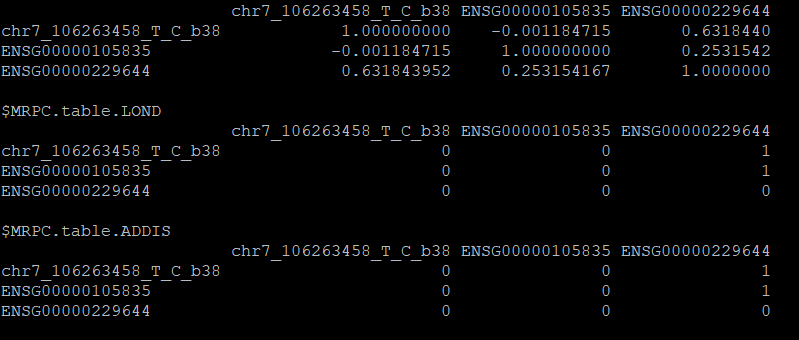 chr7_106263458_T_C_b38 ENSG00000105835 ENSG00000229644
chr7_106263458_T_C_b38 1.000000000 -0.001184715 0.6318440
ENSG00000105835 -0.001184715 1.000000000 0.2531542
ENSG00000229644 0.631843952 0.253154167 1.0000000
$MRPC.table.LOND
chr7_106263458_T_C_b38 ENSG00000105835 ENSG00000229644
chr7_106263458_T_C_b38 0 0 1
ENSG00000105835 0 0 1
ENSG00000229644 0 0 0
$MRPC.table.ADDIS
chr7_106263458_T_C_b38 ENSG00000105835 ENSG00000229644
chr7_106263458_T_C_b38 0 0 1
ENSG00000105835 0 0 1
ENSG00000229644 0 0 0